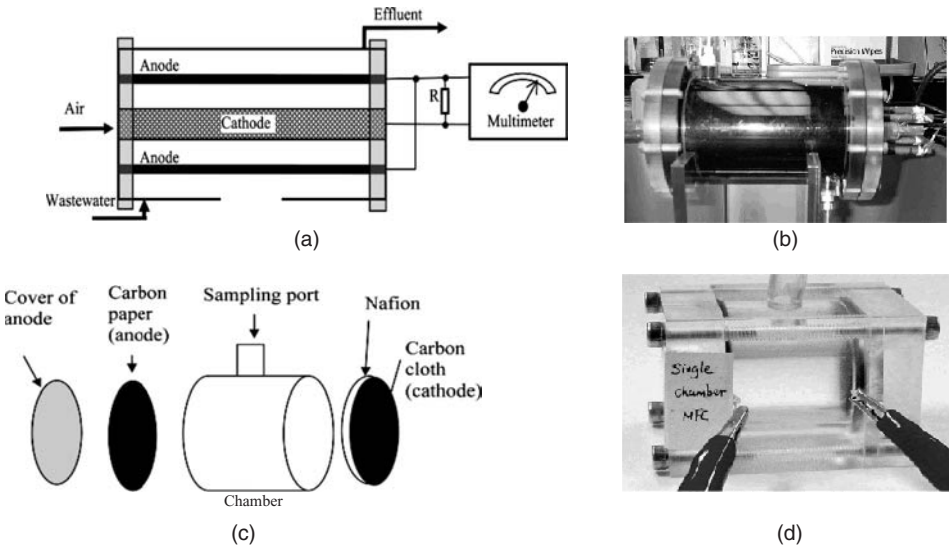 Effluent
Anode
Air
Cathode
R
Multimeter
Anode
Wastewater
(a)
Precision Wipes
(b)
Cover of
anode
Carbon
paper
(anode)
Sampling port
Nafion
Carbon
cloth
(cathode)
Chamber
(c)
Single
chamber
MFC
(d)